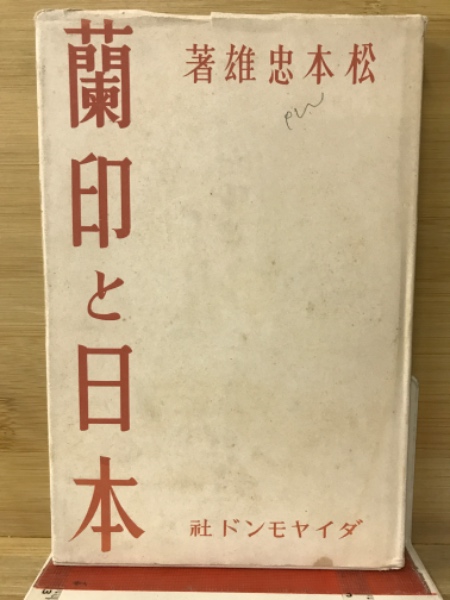 松本忠雄著
蘭印と日本
ダイヤモンド社